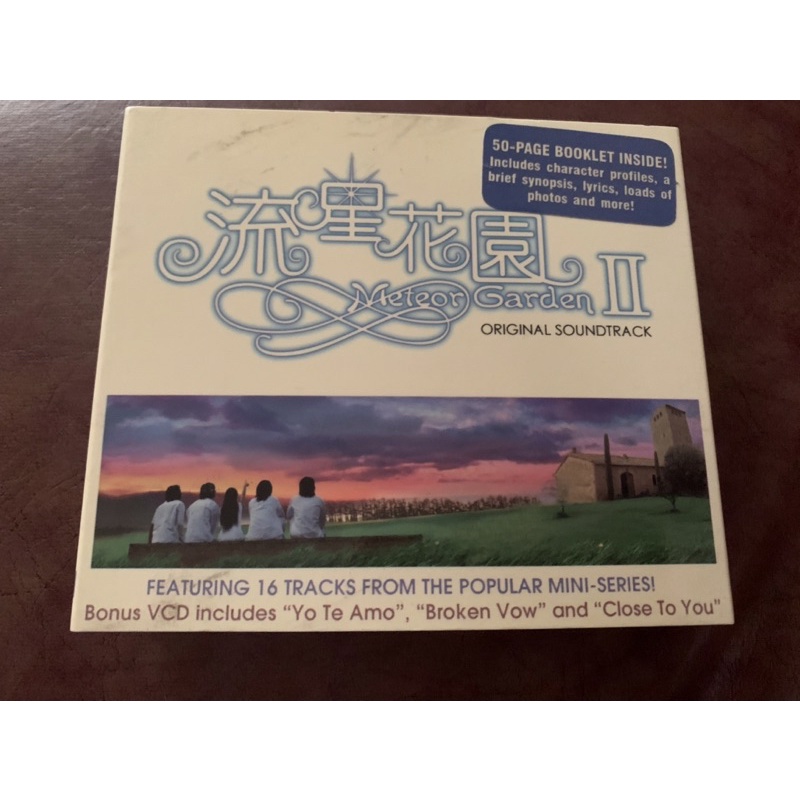 50-PAGE BOOKLET INSIDE!
Includes character profiles, a
brief synopsis, lyrics, loads of
photos and more!
流星花園
Meteor Garden II
ORIGINAL SOUNDTRACK
FEATURING 16 TRACKS FROM THE POPULAR MINI-SERIES!
Bonus VCD includes “Yo Te Amo”, “Broken Vow” and “Close To You”